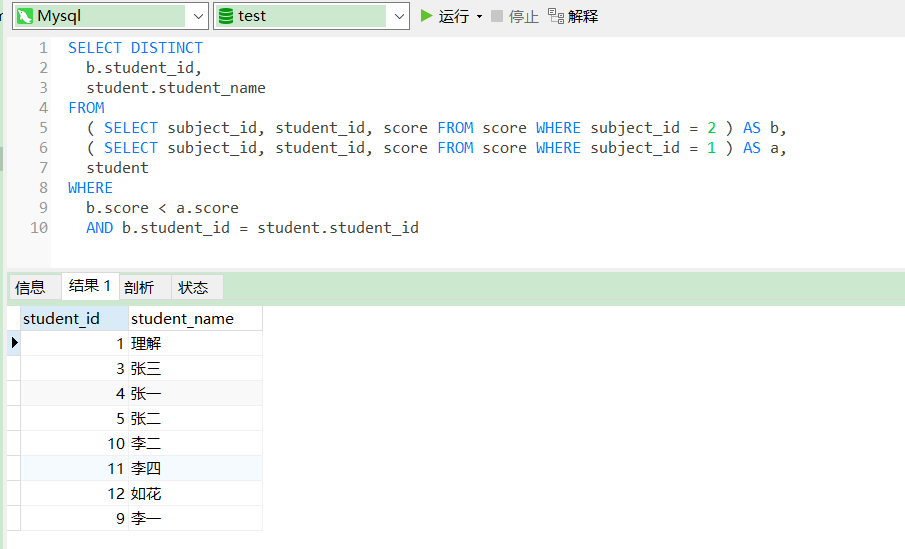 Mysql test 运行 停止 解释
1 SELECT DISTINCT
2 b.student_id,
3 student.student_name
4 FROM
5 ( SELECT subject_id, student_id, score FROM score WHERE subject_id = 2 ) AS b,
6 ( SELECT subject_id, student_id, score FROM score WHERE subject_id = 1 ) AS a,
7 student
8 WHERE
9 b.score < a.score
10 AND b.student_id = student.student_id
信息 结果 1 剖析 状态
student_id student_name
1 理解
3 张三
4 张一
5 张二
10 李二
11 李四
12 如花
9 李一